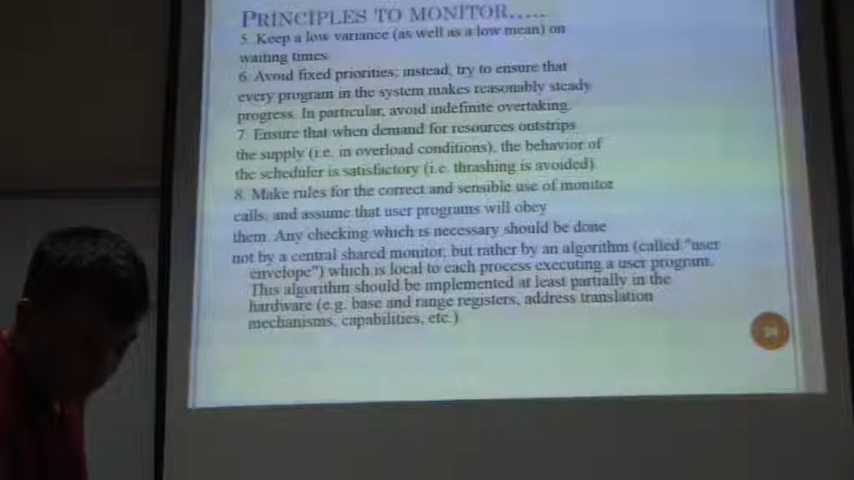 PRINCIPLES TO MONITOR.....
5. Keep a low variance (as well as a low mean) on
waiting times.
6. Avoid fixed priorities; instead, try to ensure that
every program in the system makes reasonably steady
progress. In particular, avoid indefinite overtaking.
7. Ensure that when demand for resources outstrips
the supply (i.e. in overload conditions), the behavior of
the scheduler is satisfactory (i.e. thrashing is avoided).
8. Make rules for the correct and sensible use of monitor
calls, and assume that user programs will obey
them. Any checking which is necessary should be done
not by a central shared monitor, but rather by an algorithm (called "user
envelope") which is local to each process executing a user program.
This algorithm should be implemented at least partially in the
hardware (e.g. base and range registers, address translation
mechanisms, capabilities, etc.)